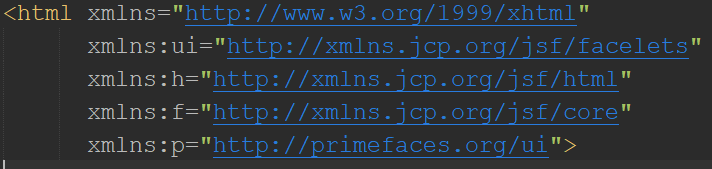 <html xmlns="http://www.w3.org/1999/xhtml"
xmlns:ui="http://xmlns.jcp.org/jsf/facelets"
xmlns:h="http://xmlns.jcp.org/jsf/html"
xmlns:f="http://xmlns.jcp.org/jsf/core"
xmlns:p="http://primefaces.org/ui">